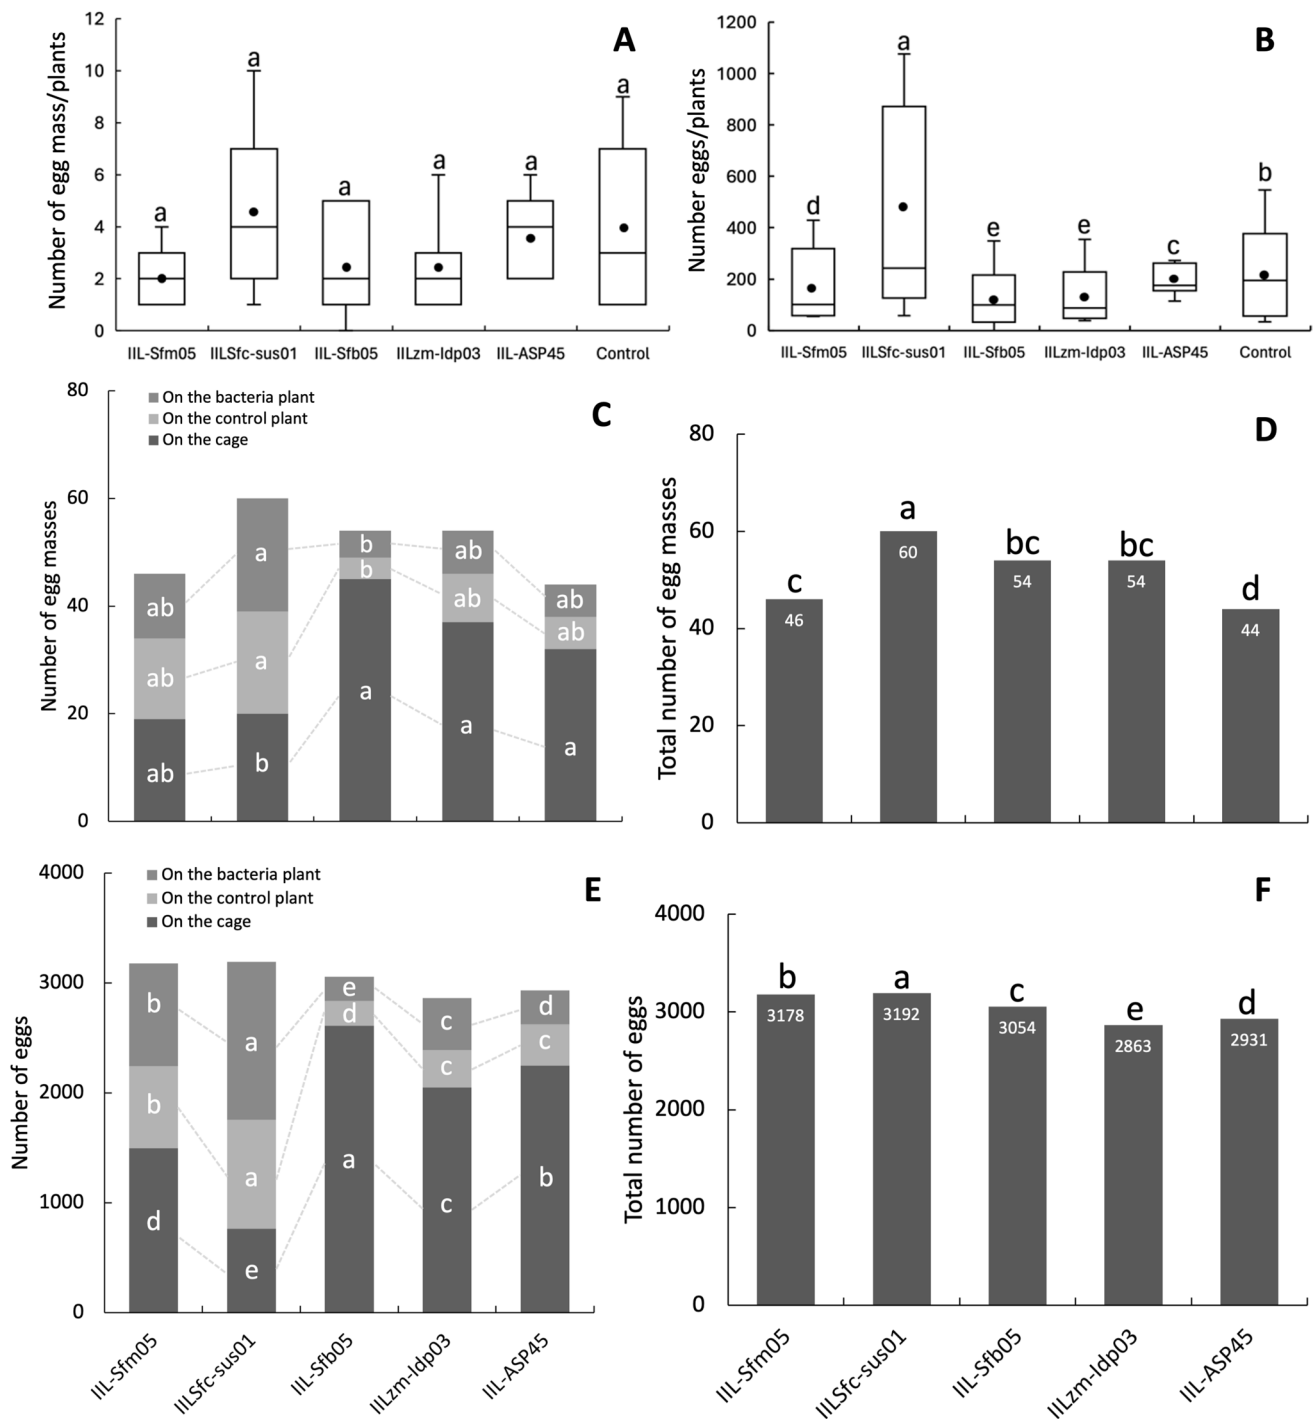 A
Number of egg mass/plants
12
10
8
6
4
2
0
a
a
a
a
a
a
IIL-Sfm05
IILSfc-sus01
IIL-Sfb05
IILzm-Idp03
IIL-ASP45
Control
B
Number eggs/plants
1200
1000
800
600
400
200
0
d
a
e
e
c
b
IIL-Sfm05
IILSfc-sus01
IIL-Sfb05
IILzm-Idp03
IIL-ASP45
Control
C
Number of egg masses
80
60
40
20
0
On the bacteria plant
On the control plant
On the cage
ab
a
b
ab
ab
ab
a
b
ab
ab
ab
b
a
a
a
D
Total number of egg masses
80
60
40
20
0
c
a
bc
bc
d
46
60
54
54
44
E
Number of eggs
4000
3000
2000
1000
0
On the bacteria plant
On the control plant
On the cage
b
a
e
c
d
b
a
d
c
c
d
e
a
c
b
IIL-Sfm05
IILSfc-sus01
IIL-Sfb05
IILzm-Idp03
IIL-ASP45
F
Total number of eggs
4000
3000
2000
1000
0
b
a
c
e
d
3178
3192
3054
2863
2931
IIL-Sfm05
IILSfc-sus01
IIL-Sfb05
IILzm-Idp03
IIL-ASP45